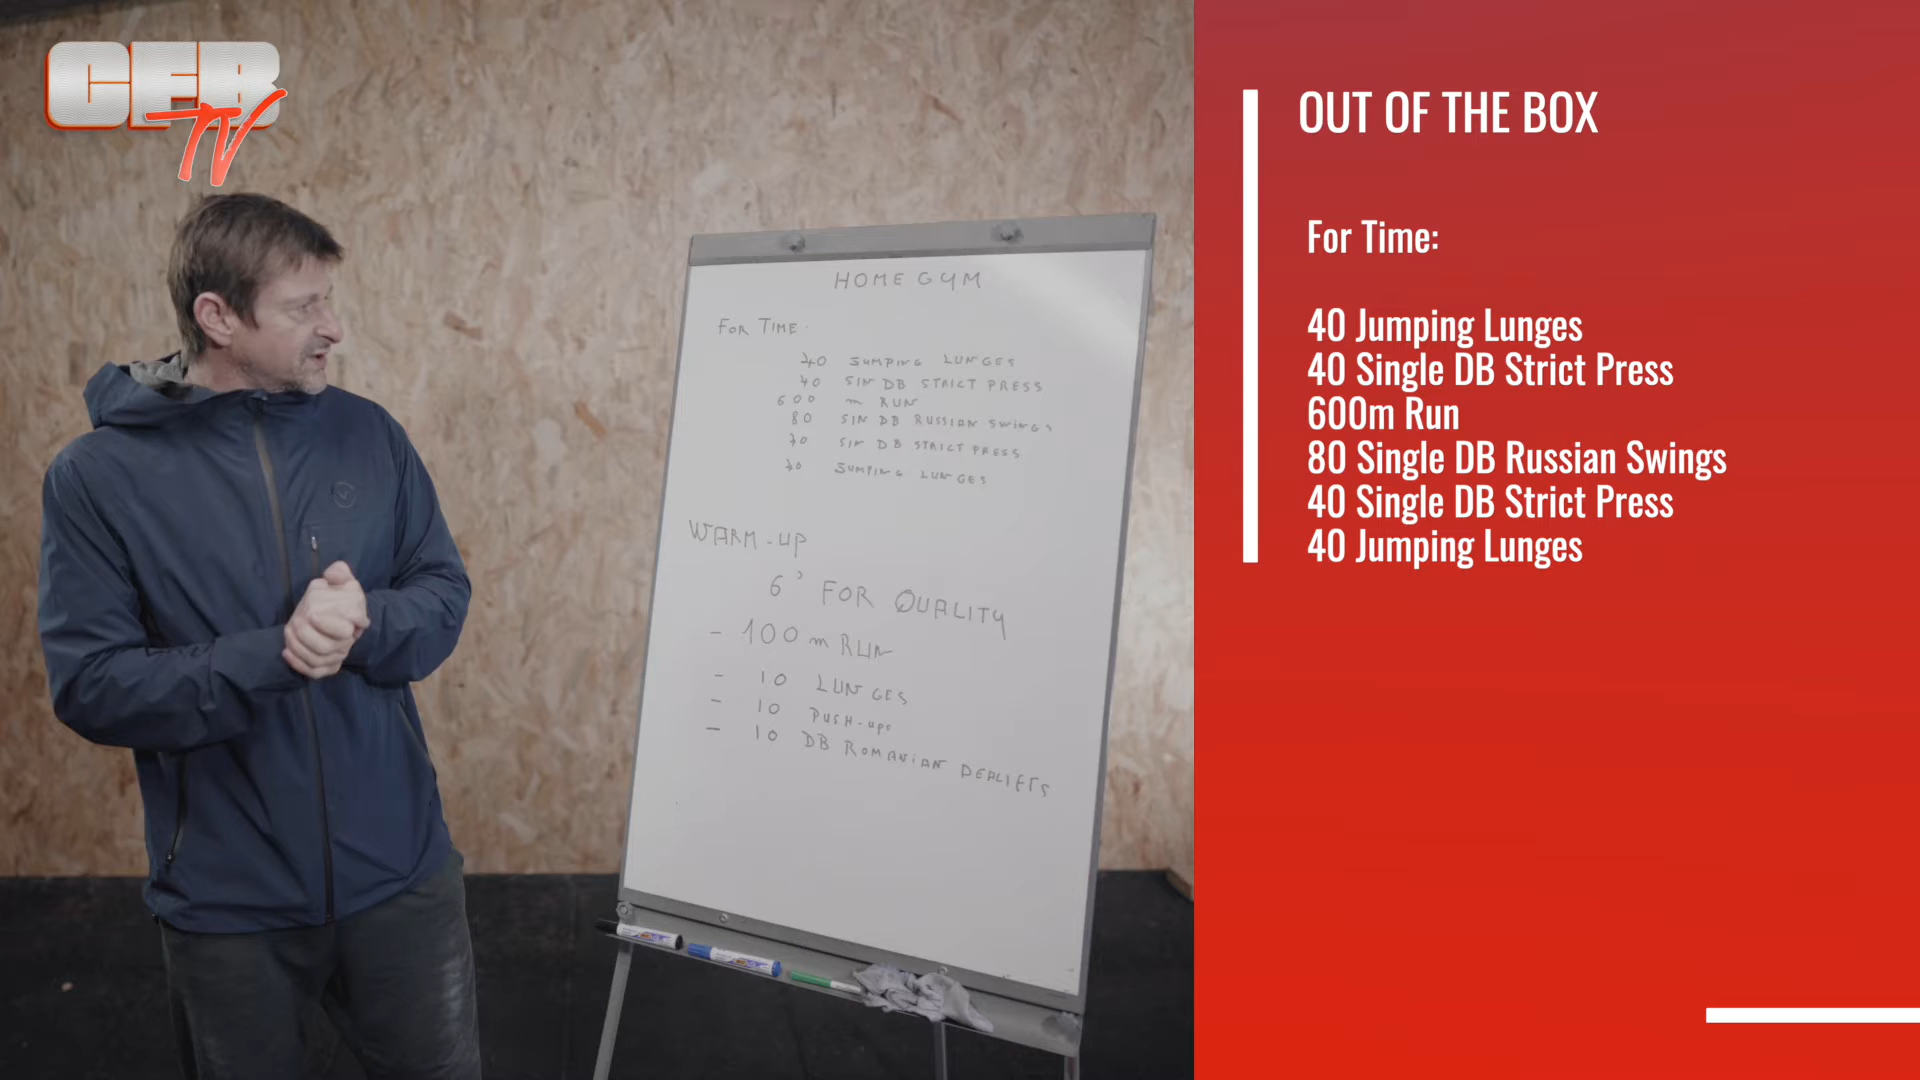 CFB
TV
HOME GYM
FOR TIME:
40 JUMPING LUNGES
40 SIN DB STRICT PRESS
600 m RUN
80 SIN DB RUSSIAN SWINGS
40 SIN DB STRICT PRESS
40 JUMPING LUNGES
WARM-UP
6' FOR QUALITY
- 100 m RUN
- 10 LUNGES
- 10 PUSH-ups
- 10 DB ROMANIAN DEALIFTS
OUT OF THE BOX
For Time:
40 Jumping Lunges
40 Single DB Strict Press
600m Run
80 Single DB Russian Swings
40 Single DB Strict Press
40 Jumping Lunges